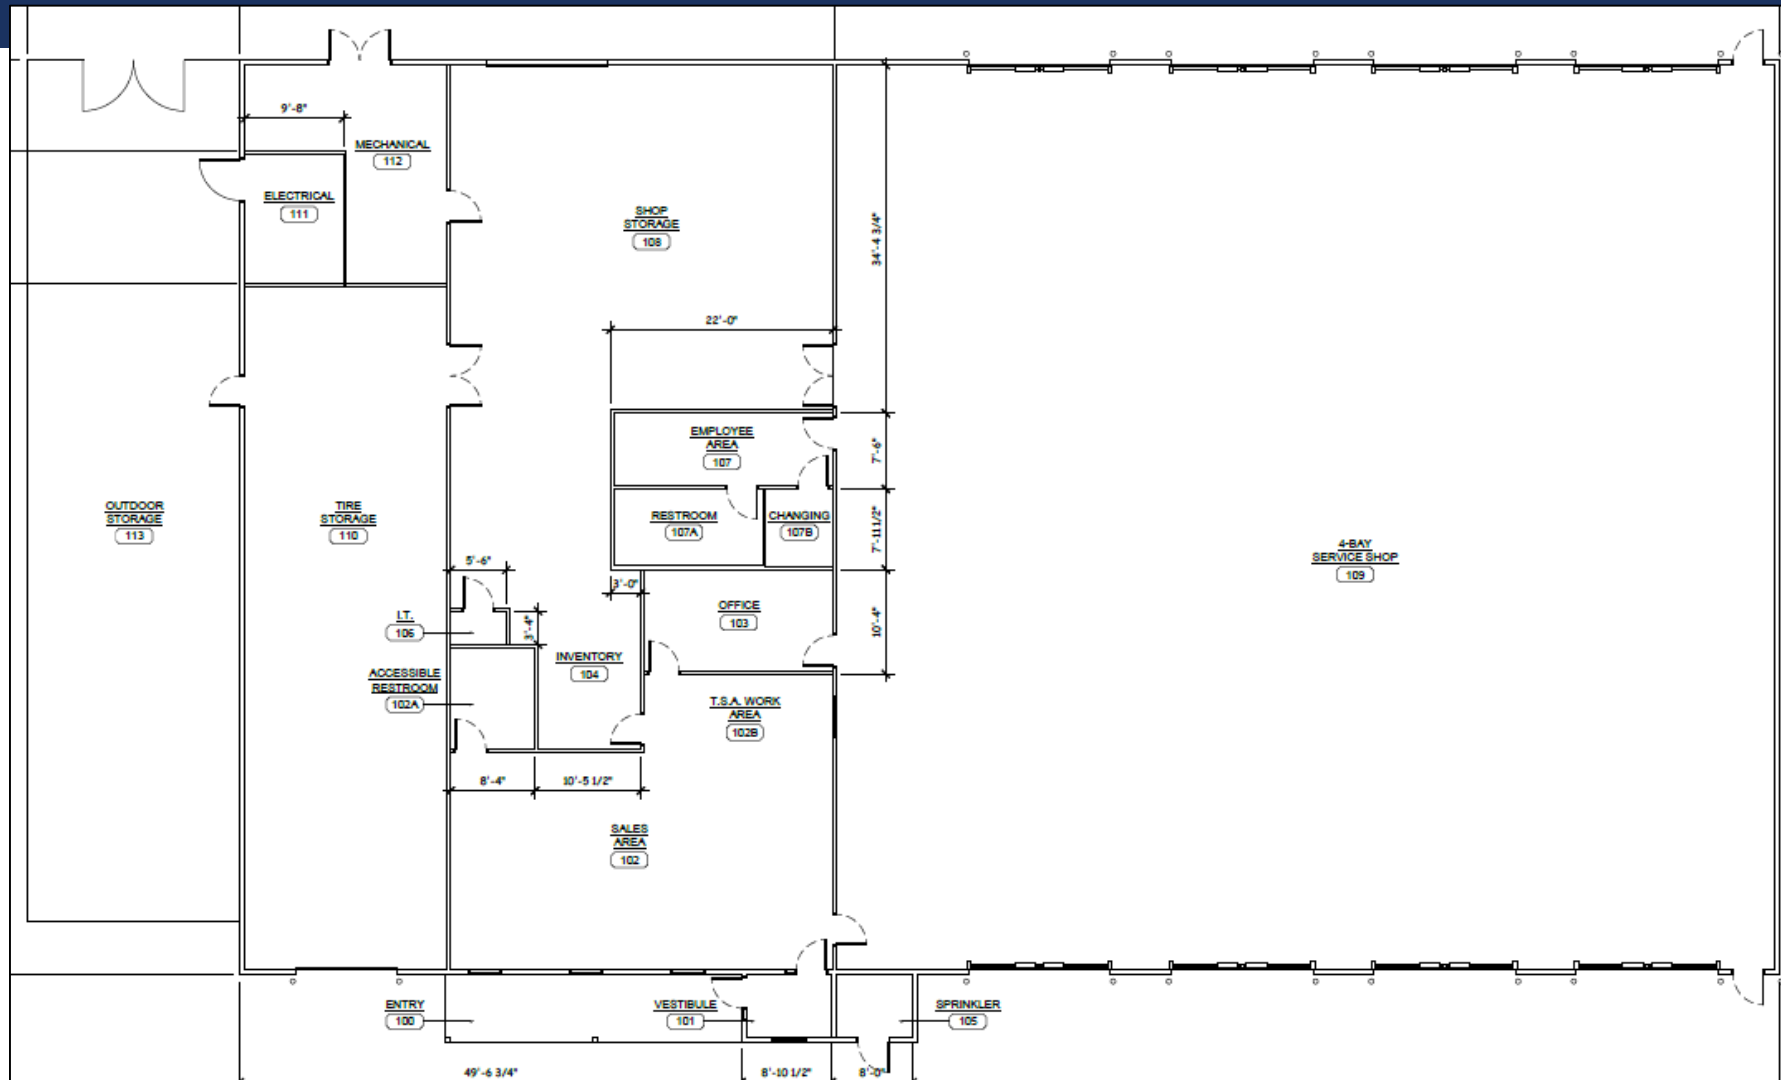 9'-8"
MECHANICAL
112
ELECTRICAL
111
SHOP
STORAGE
108
34'-4 3/4"
22'-0"
EMPLOYEE
AREA
107
7'-6"
OUTDOOR
STORAGE
113
TIRE
STORAGE
110
RESTROOM
107A
CHANGING
107B
7'-11 1/2"
4-BAY
SERVICE SHOP
109
5'-6"
3'-0"
I.T.
106
3'-4"
OFFICE
103
10'-4"
INVENTORY
104
ACCESSIBLE
RESTROOM
102A
T.S.A. WORK
AREA
102B
8'-4"
10'-5 1/2"
SALES
AREA
102
ENTRY
100
VESTIBULE
101
SPRINKLER
105
49'-6 3/4"
8'-10 1/2"
8'-0"